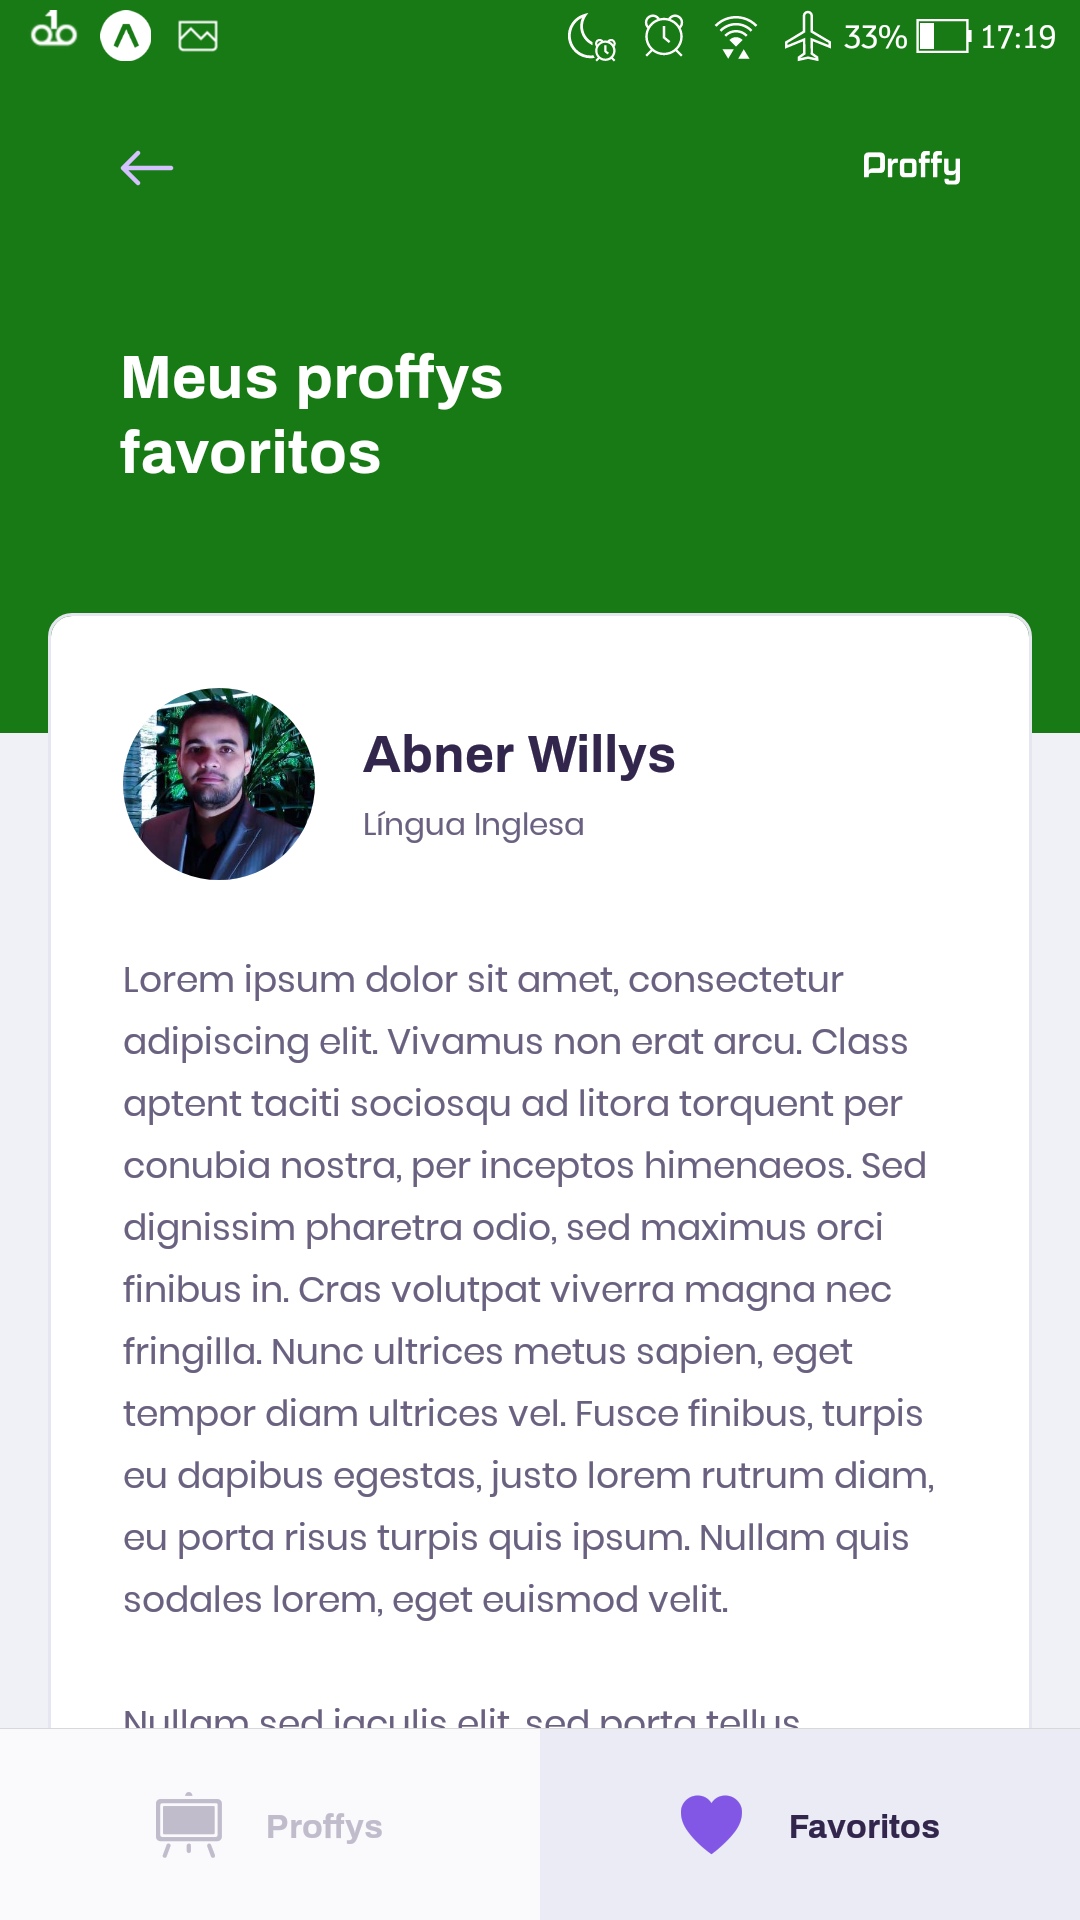 33% 17:19
Proffy
Meus proffys
favoritos
Abner Willys
Língua Inglesa
Lorem ipsum dolor sit amet, consectetur
adipiscing elit. Vivamus non erat arcu. Class
aptent taciti sociosqu ad litora torquent per
conubia nostra, per inceptos himenaeos. Sed
dignissim pharetra odio, sed maximus orci
finibus in. Cras volutpat viverra magna nec
fringilla. Nunc ultrices metus sapien, eget
tempor diam ultrices vel. Fusce finibus, turpis
eu dapibus egestas, justo lorem rutrum diam,
eu porta risus turpis quis ipsum. Nullam quis
sodales lorem, eget euismod velit.
Nullam sed iaculis elit, sed porta tellus
Proffys
Favoritos